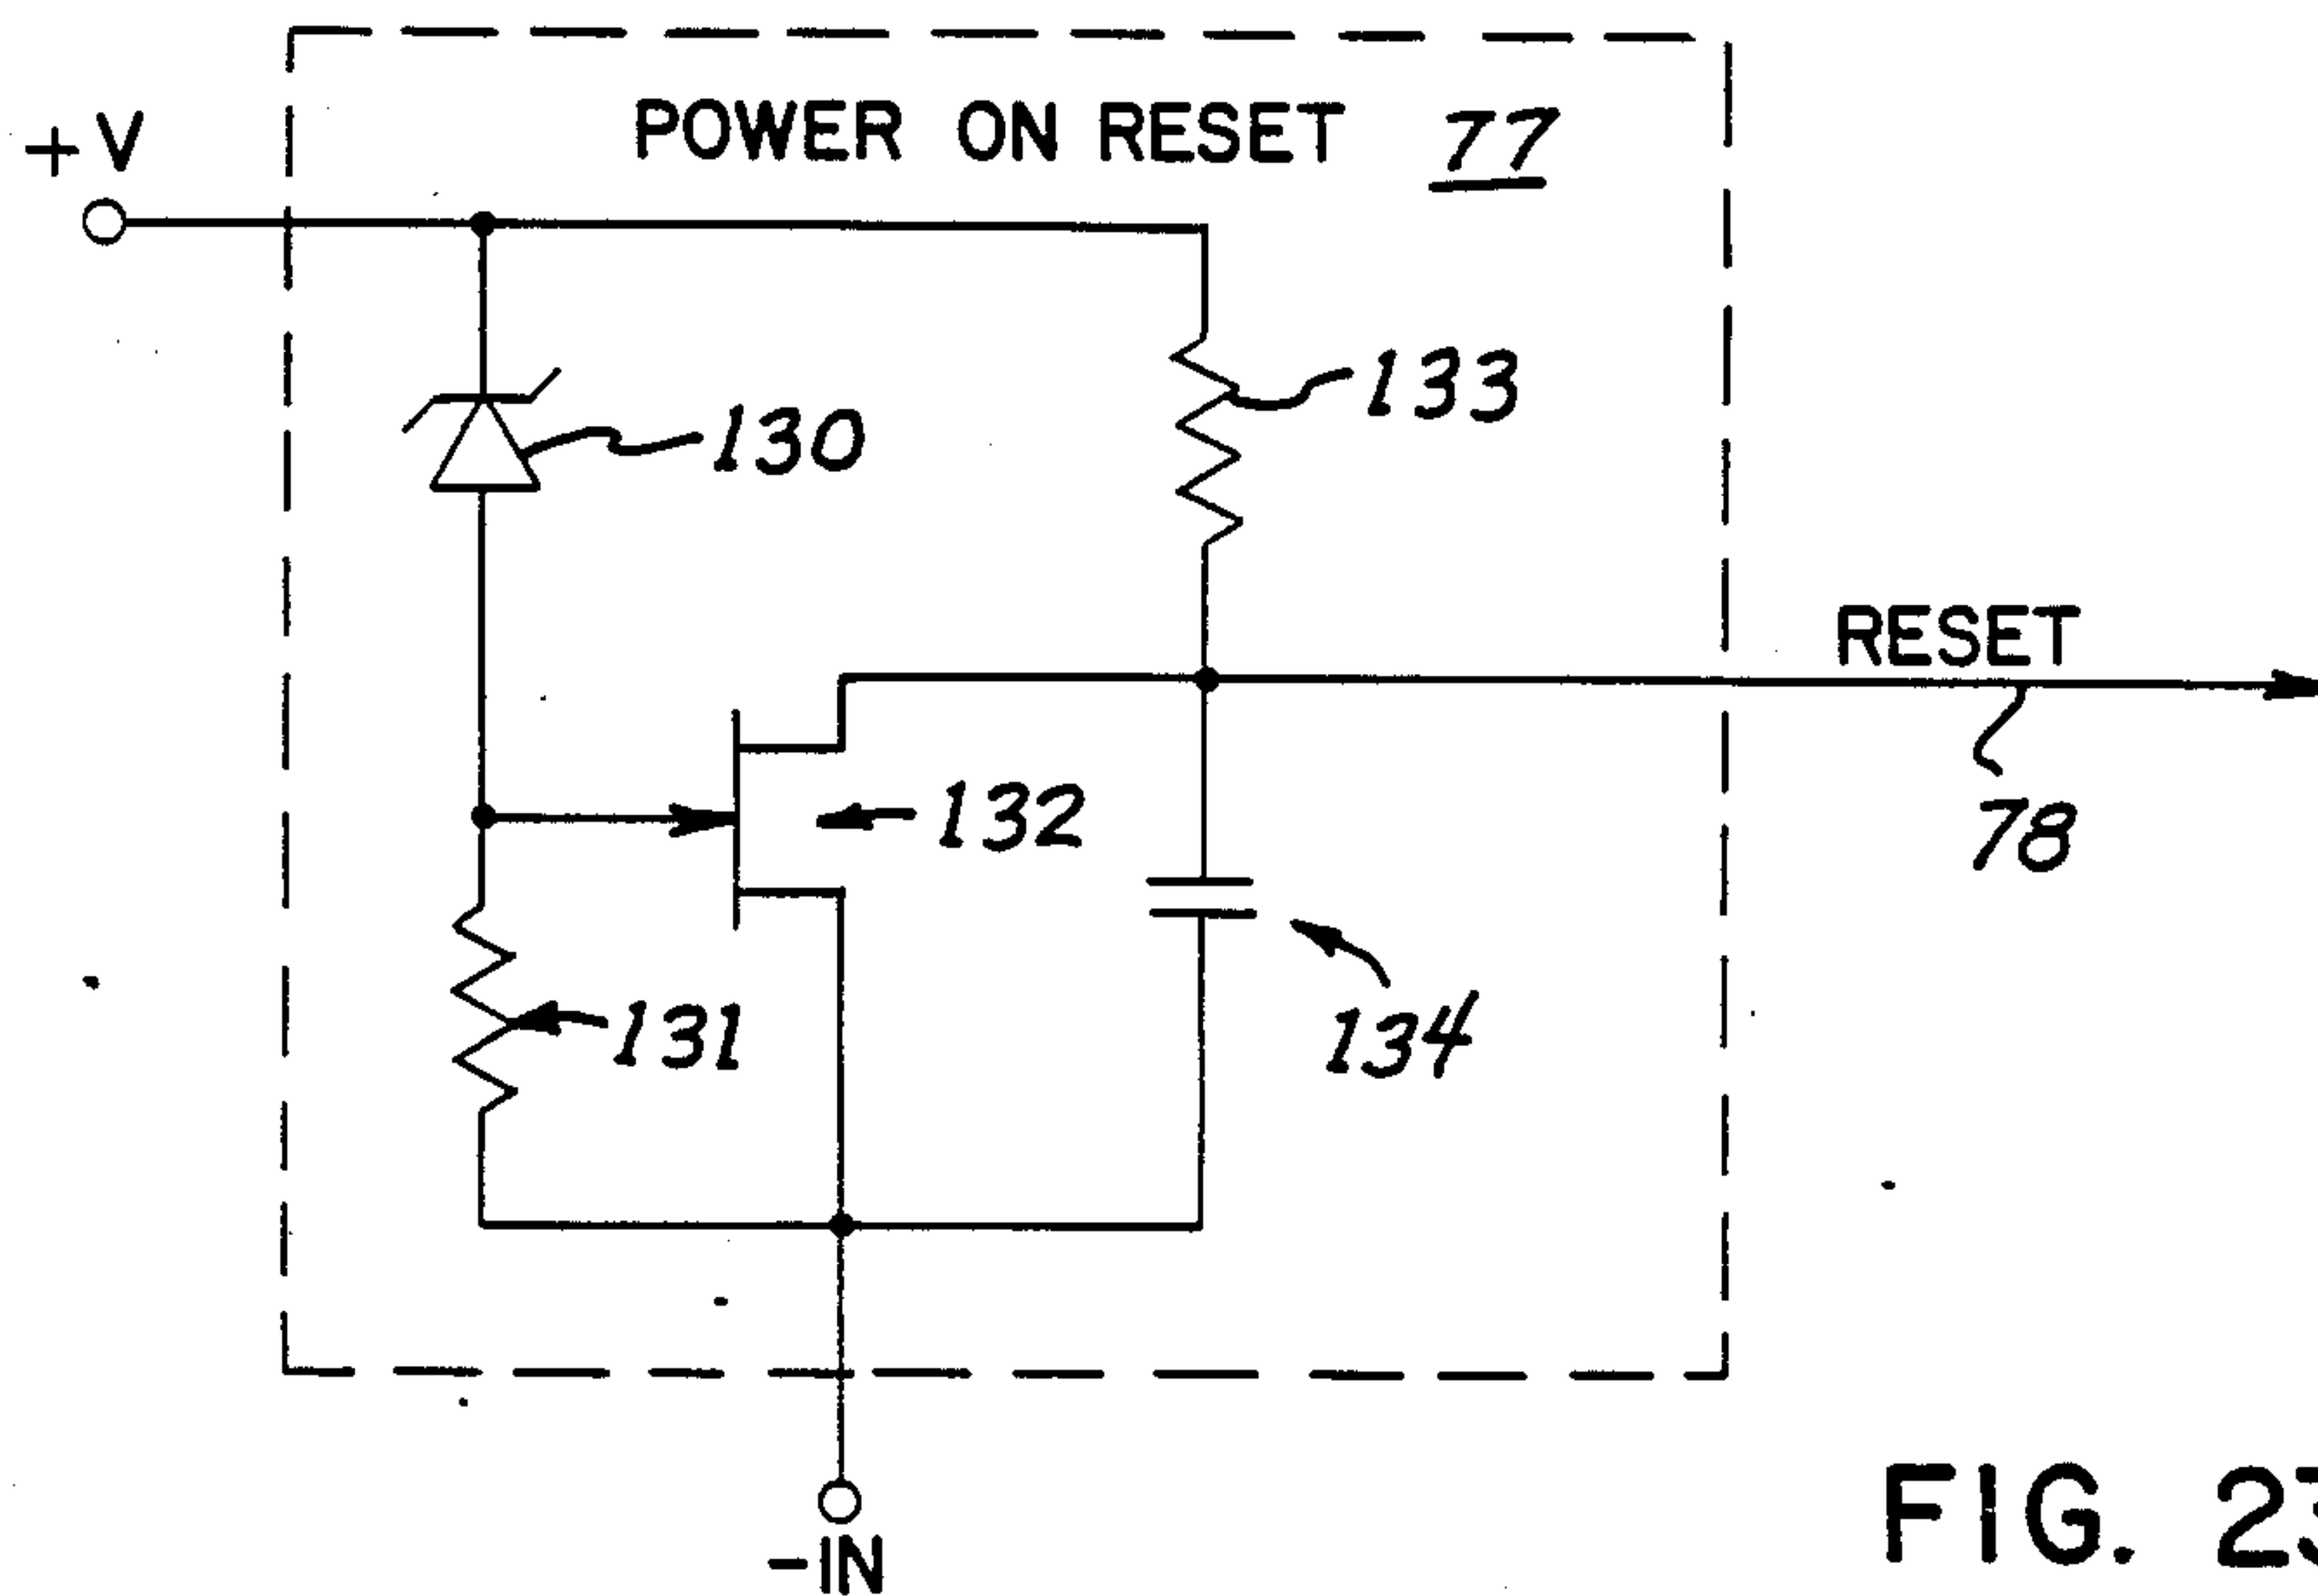 POWER ON RESET 77
+V
133
130
RESET
132
78
131
134
FIG. 23
-IN